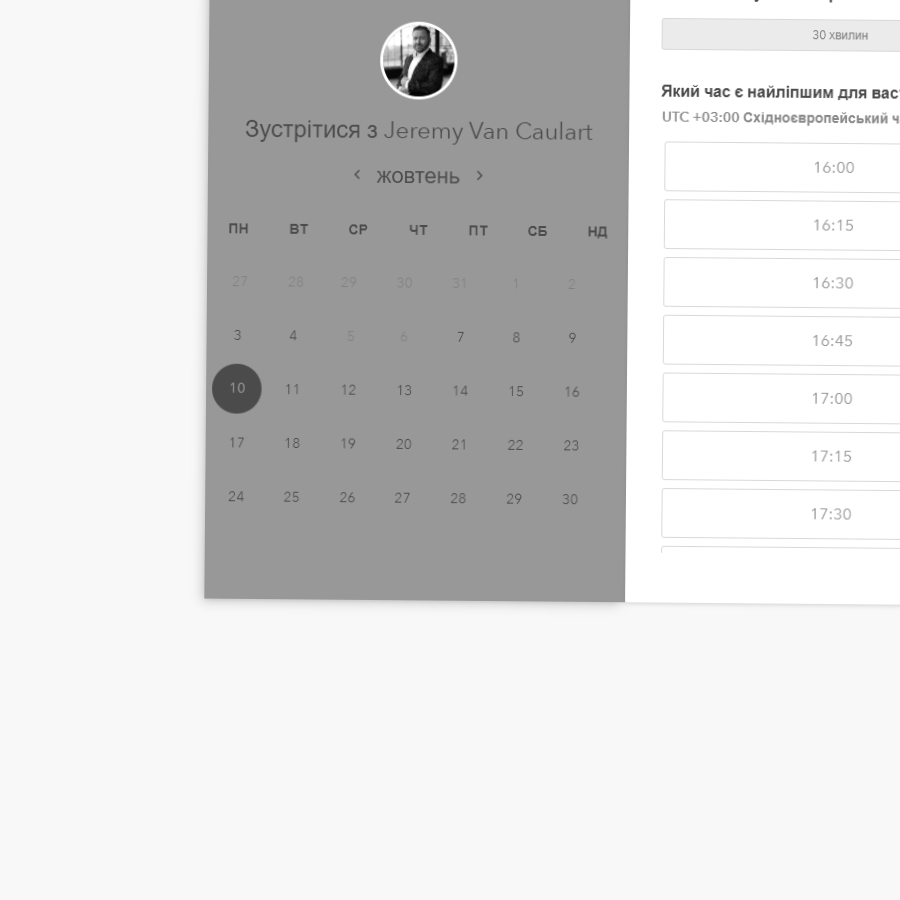 Зустрітися з Jeremy Van Caulart
жовтень
ПН ВТ СР ЧТ ПТ СБ НД
27 28 29 30 31 1 2
3 4 5 6 7 8 9
10 11 12 13 14 15 16
17 18 19 20 21 22 23
24 25 26 27 28 29 30
30 хвилин
Який час є найліпшим для вас
UTC +03:00 Східноєвропейський ч
16:00
16:15
16:30
16:45
17:00
17:15
17:30